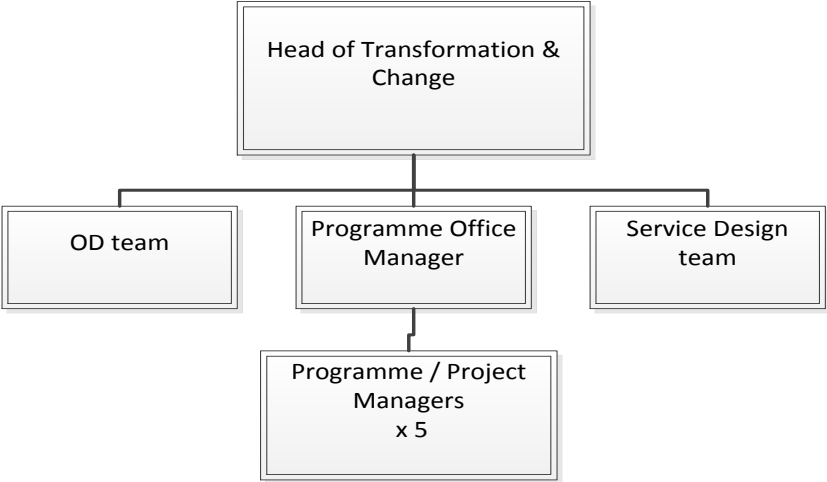 Head of Transformation &
Change
OD team
Programme Office
Manager
Service Design
team
Programme / Project
Managers
x 5